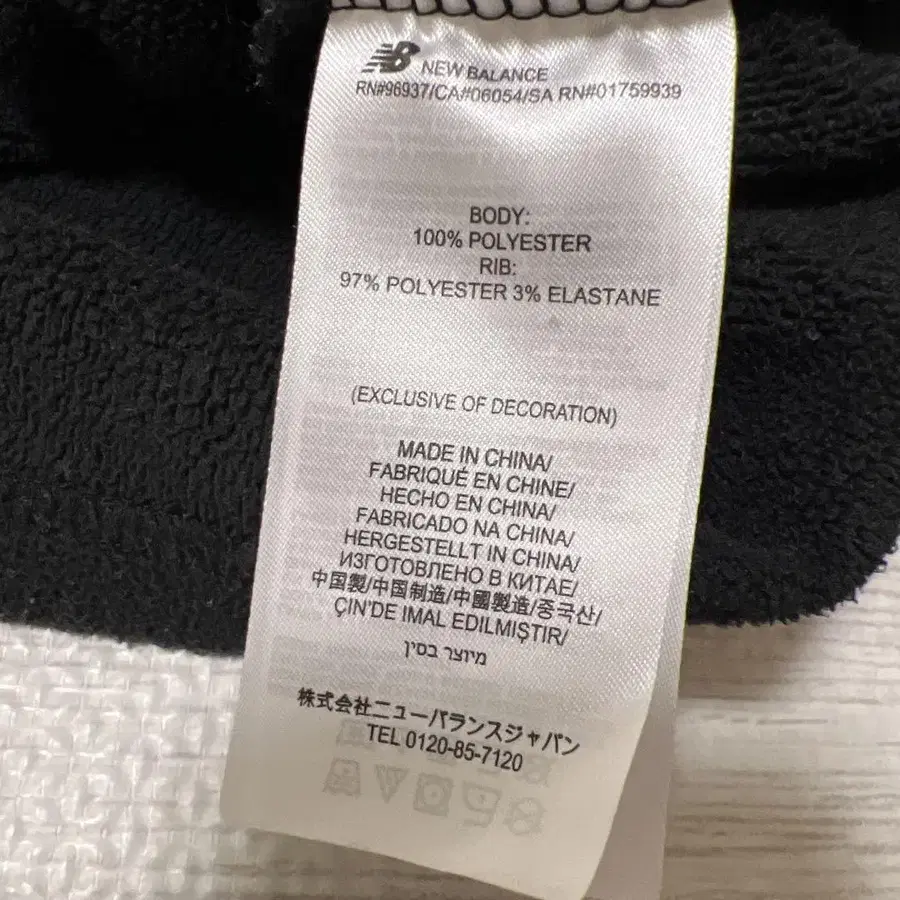 NB NEW BALANCE
RN#96937/CA#06054/SA RN#01759939
BODY:
100% POLYESTER
RIB:
97% POLYESTER 3% ELASTANE
(EXCLUSIVE OF DECORATION)
MADE IN CHINA/
FABRIQUÉ EN CHINE/
HECHO EN CHINA/
FABRICADO NA CHINA/
HERGESTELLT IN CHINA/
ИЗГОТОВЛЕНО В КИТАЕ/
中国製/中国制造/中國製造/중국산/
ÇIN'DE IMAL EDILMIŞTIR/
מיוצר בסין
株式会社ニューバランスジャパン
TEL 0120-85-7120